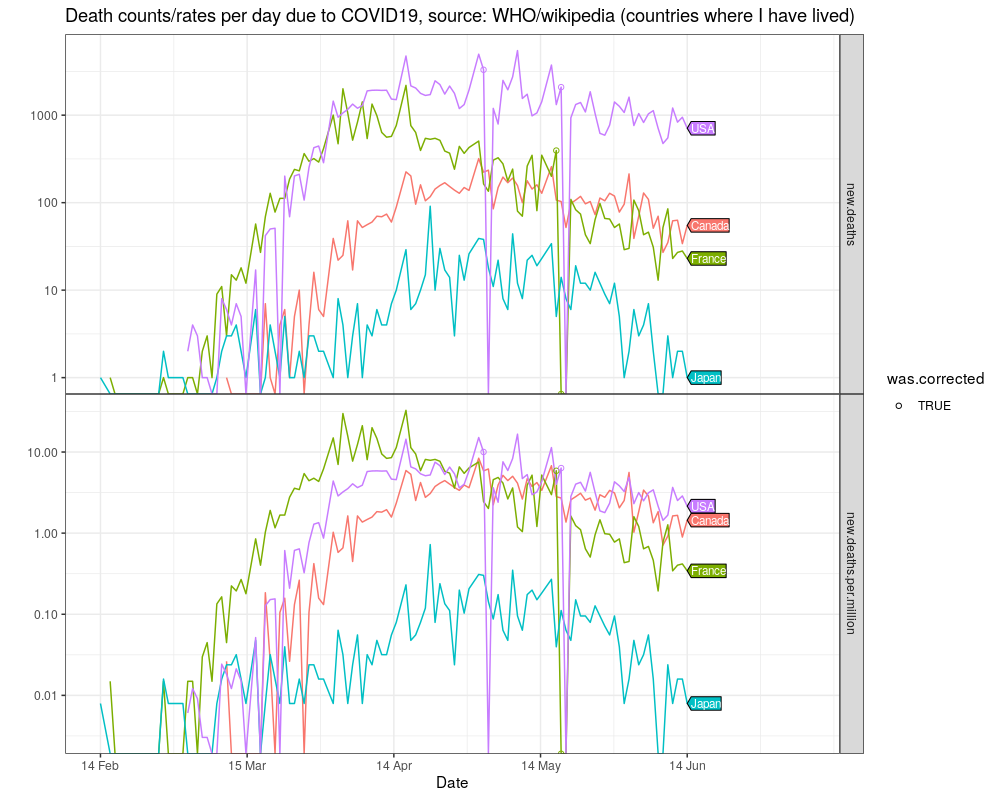 Death counts/rates per day due to COVID19, source: WHO/wikipedia (countries where I have lived)
1000
100
10
1
USA
Canada
France
Japan
new.deaths
10.00
1.00
0.10
0.01
USA
Canada
France
Japan
new.deaths.per.million
14 Feb
15 Mar
14 Apr
14 May
14 Jun
Date
was.corrected
TRUE